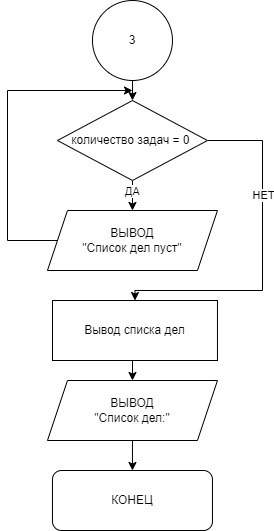 3
количество задач = 0
ДА
НЕТ
ВЫВОД
"Список дел пуст"
Вывод списка дел
ВЫВОД
"Список дел:"
КОНЕЦ